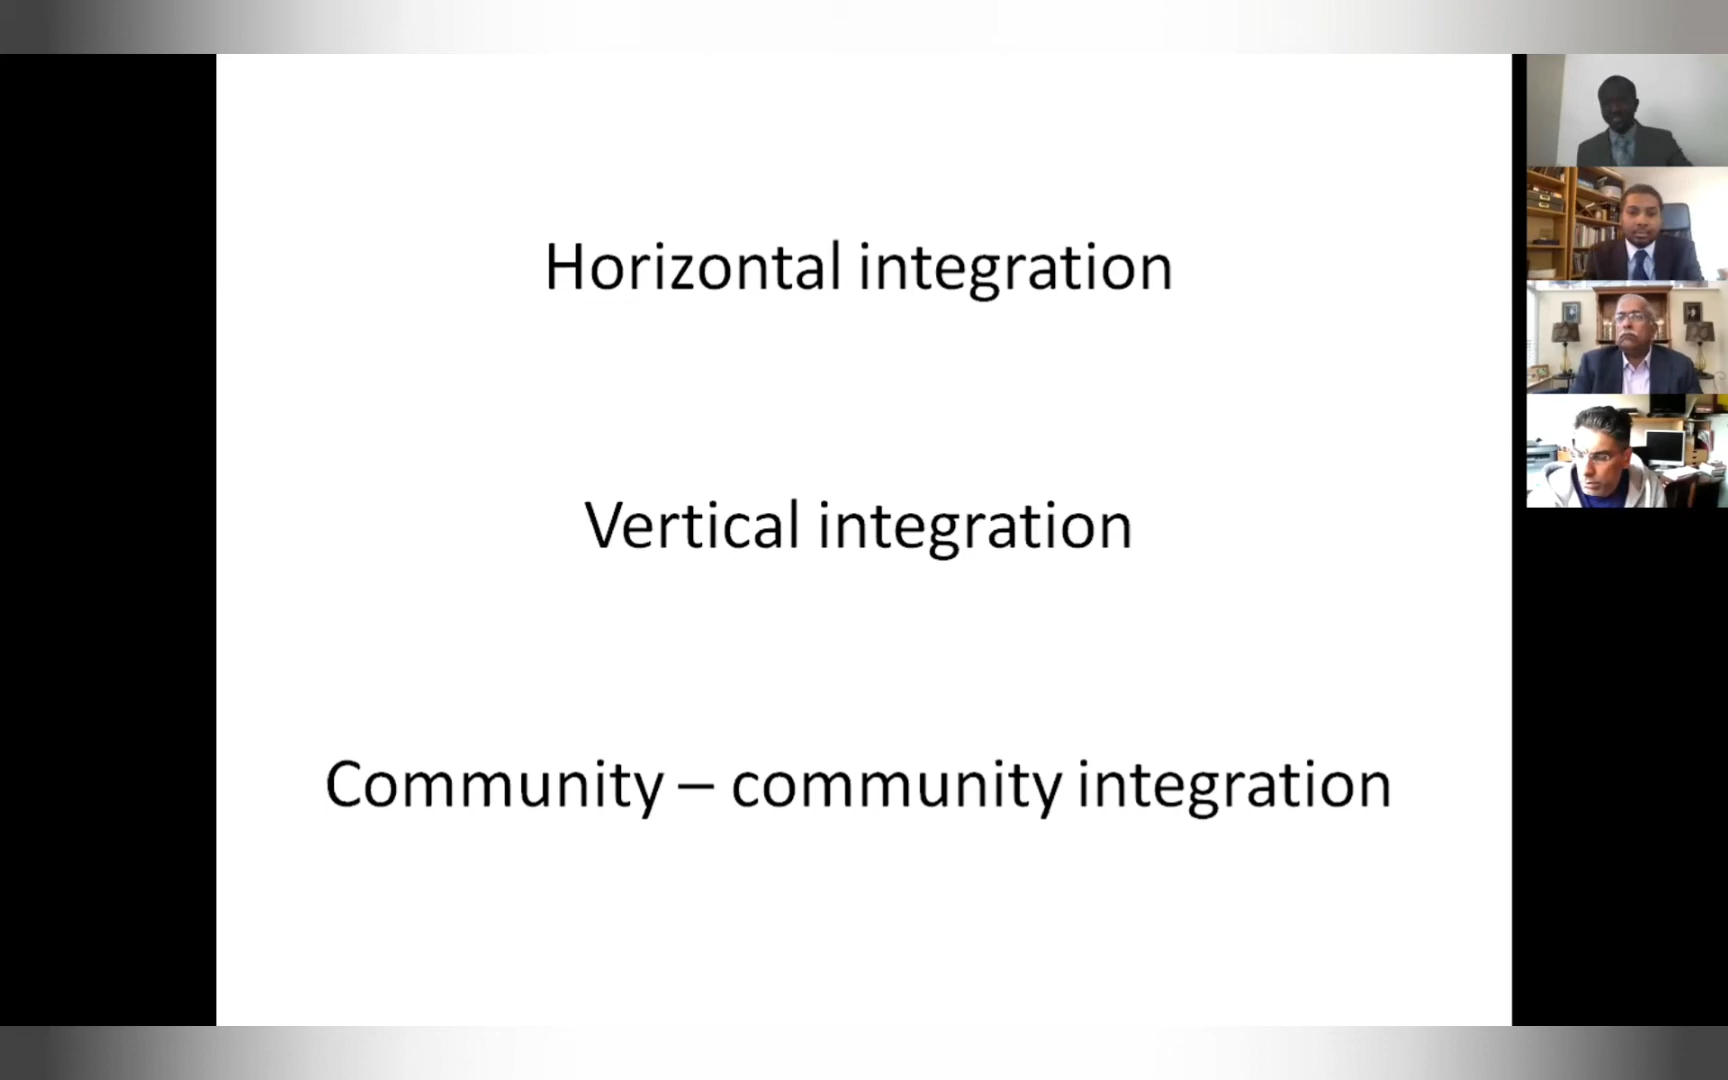 Horizontal integration
Vertical integration
Community – community integration